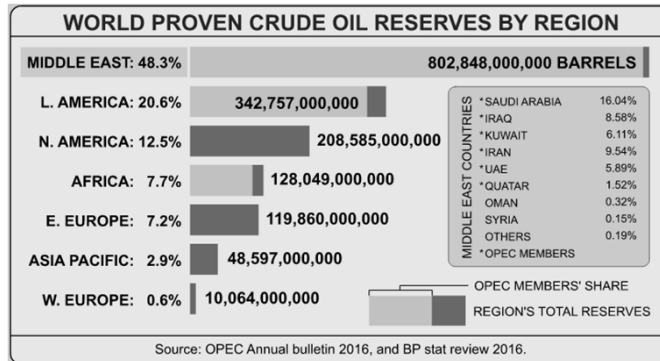 WORLD PROVEN CRUDE OIL RESERVES BY REGION
MIDDLE EAST: 48.3%
802,848,000,000 BARRELS
L. AMERICA: 20.6%
342,757,000,000
N. AMERICA: 12.5%
208,585,000,000
AFRICA: 7.7%
128,049,000,000
E. EUROPE: 7.2%
119,860,000,000
ASIA PACIFIC: 2.9%
48,597,000,000
W. EUROPE: 0.6%
10,064,000,000
MIDDLE EAST COUNTRIES
*SAUDI ARABIA 16.04%
*IRAQ 8.58%
*KUWAIT 6.11%
*IRAN 9.54%
*UAE 5.89%
*QUATAR 1.52%
OMAN 0.32%
SYRIA 0.15%
OTHERS 0.19%
*OPEC MEMBERS
OPEC MEMBERS' SHARE
REGION'S TOTAL RESERVES
Source: OPEC Annual bulletin 2016, and BP stat review 2016.